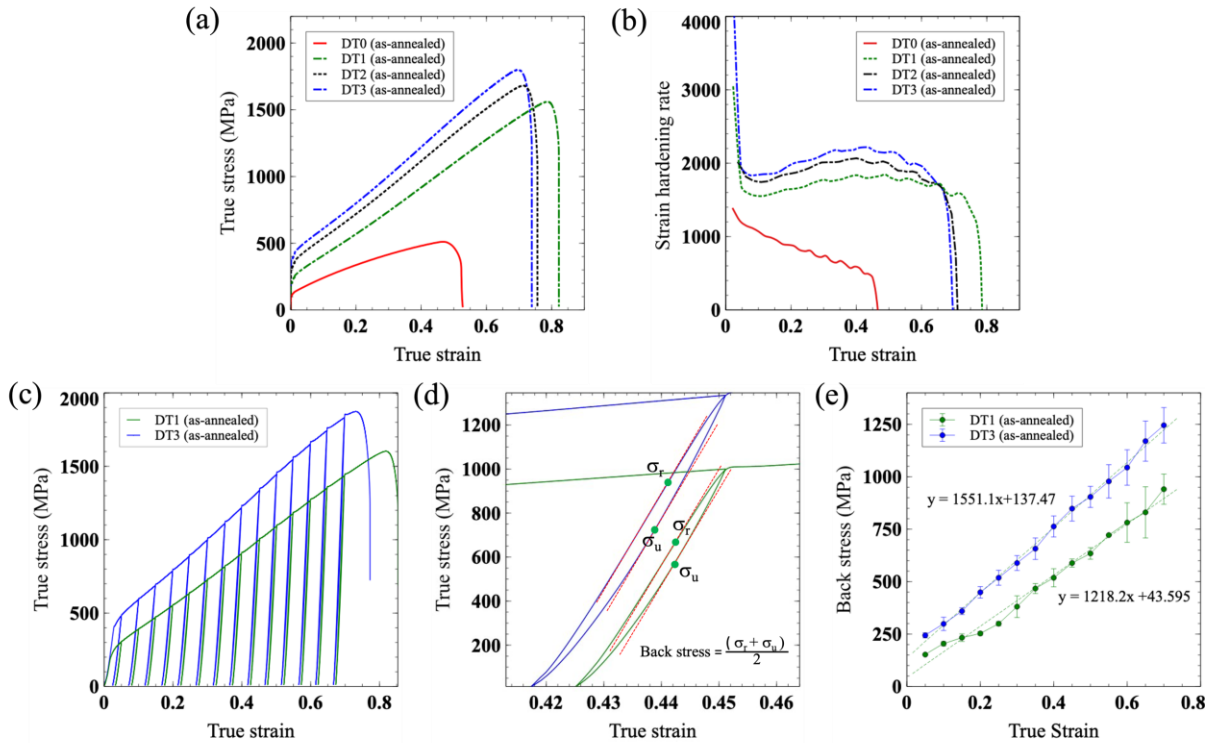 (a)
2000
1500
1000
500
0
True stress (MPa)
DT0 (as-annealed)
DT1 (as-annealed)
DT2 (as-annealed)
DT3 (as-annealed)
0 0.2 0.4 0.6 0.8
True strain
(b)
4000
3000
2000
1000
0
Strain hardening rate
DT0 (as-annealed)
DT1 (as-annealed)
DT2 (as-annealed)
DT3 (as-annealed)
0 0.2 0.4 0.6 0.8
True strain
(c)
2000
1500
1000
500
0
True stress (MPa)
DT1 (as-annealed)
DT3 (as-annealed)
0 0.2 0.4 0.6 0.8
True strain
(d)
1200
1000
800
600
400
200
True stress (MPa)
σr
σu
σr
σu
Back stress = (σr + σu)
2
0.42 0.44 0.46
True strain
(e)
1250
1000
750
500
250
0
Back stress (MPa)
DT1 (as-annealed)
DT3 (as-annealed)
y = 1551.1x+137.47
y = 1218.2x +43.595
0 0.2 0.4 0.6 0.8
True Strain